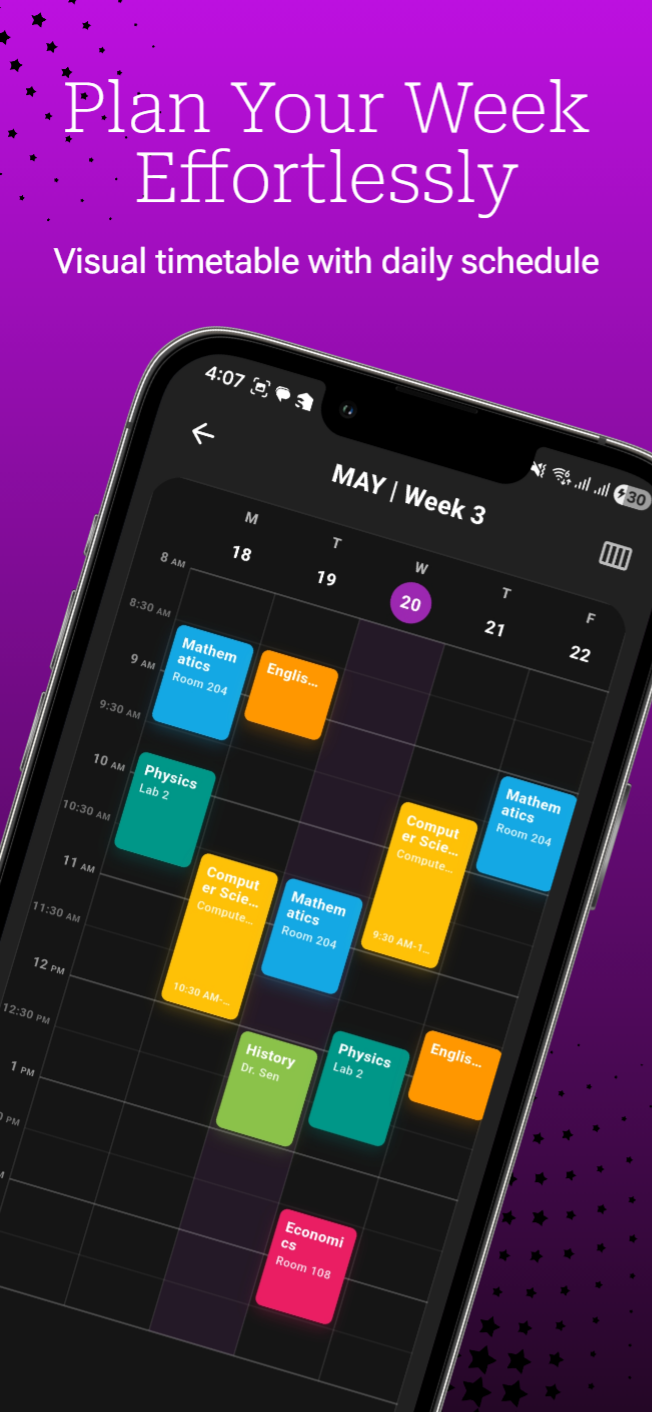 Plan Your Week
Effortlessly
Visual timetable with daily schedule
4:07
30
MAY | Week 3
M
18
T
19
W
20
T
21
F
22
8 AM
8:30 AM
9 AM
9:30 AM
10 AM
10:30 AM
11 AM
11:30 AM
12 PM
12:30 PM
1 PM
PM
Mathem
atics
Room 204
Englis...
Physics
Lab 2
Comput
er Scie...
Compute...
10:30 AM-...
Mathem
atics
Room 204
Comput
er Scie...
Compute...
9:30 AM-1...
Mathem
atics
Room 204
History
Dr. Sen
Physics
Lab 2
Englis...
Economi
cs
Room 108